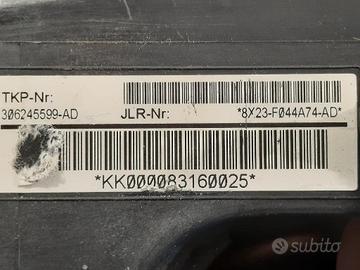 TKP-Nr:
306245599-AD JLR-Nr: *8X23-F044A74-AD*
*KK000083160025*
subito